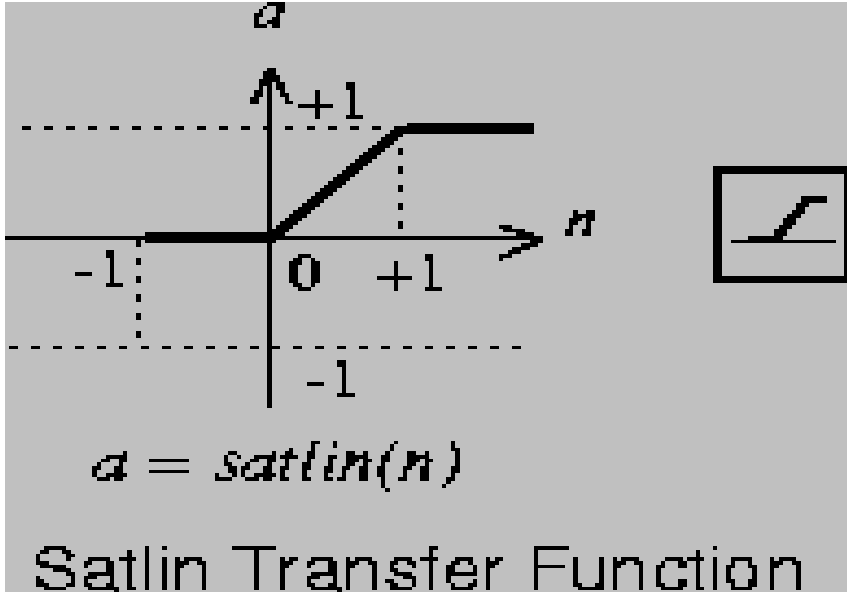 a
+1
n
-1 0 +1
-1
a = satlin(n)
Satlin Transfer Function